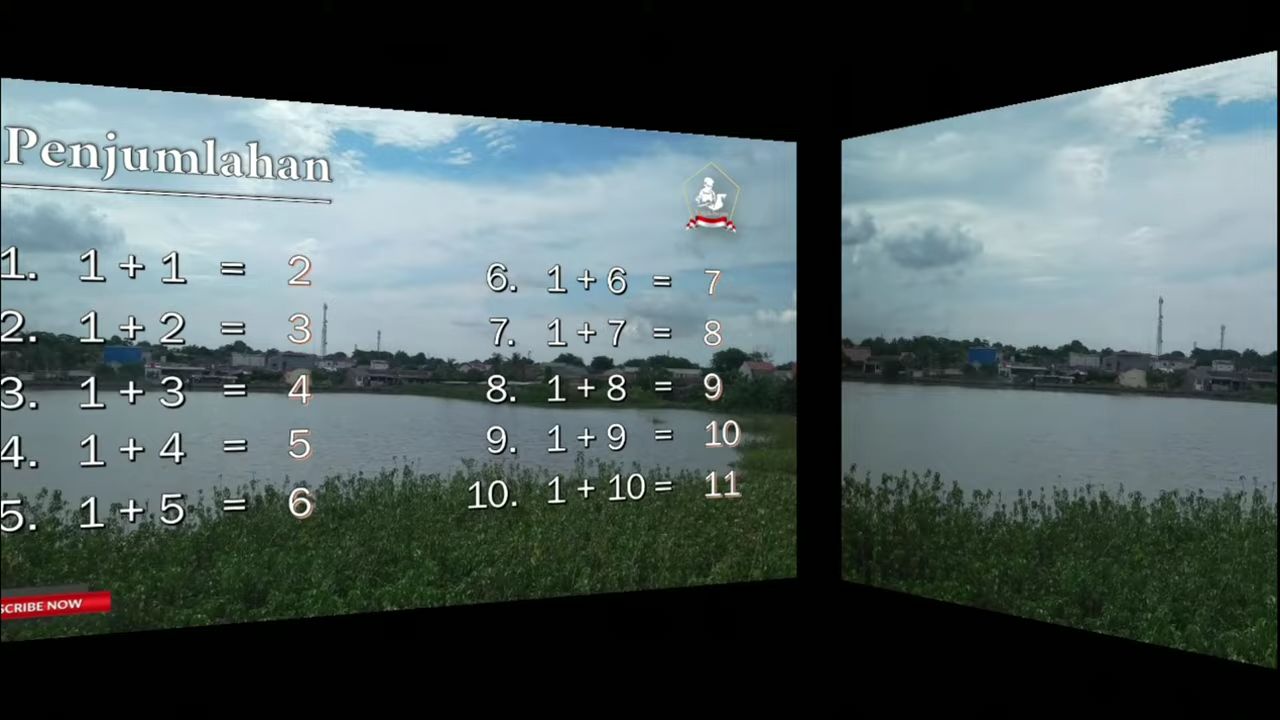 Penjumlahan
1. 1 + 1 = 2
2. 1 + 2 = 3
3. 1 + 3 = 4
4. 1 + 4 = 5
5. 1 + 5 = 6
6. 1 + 6 = 7
7. 1 + 7 = 8
8. 1 + 8 = 9
9. 1 + 9 = 10
10. 1 + 10 = 11
SCRIBE NOW